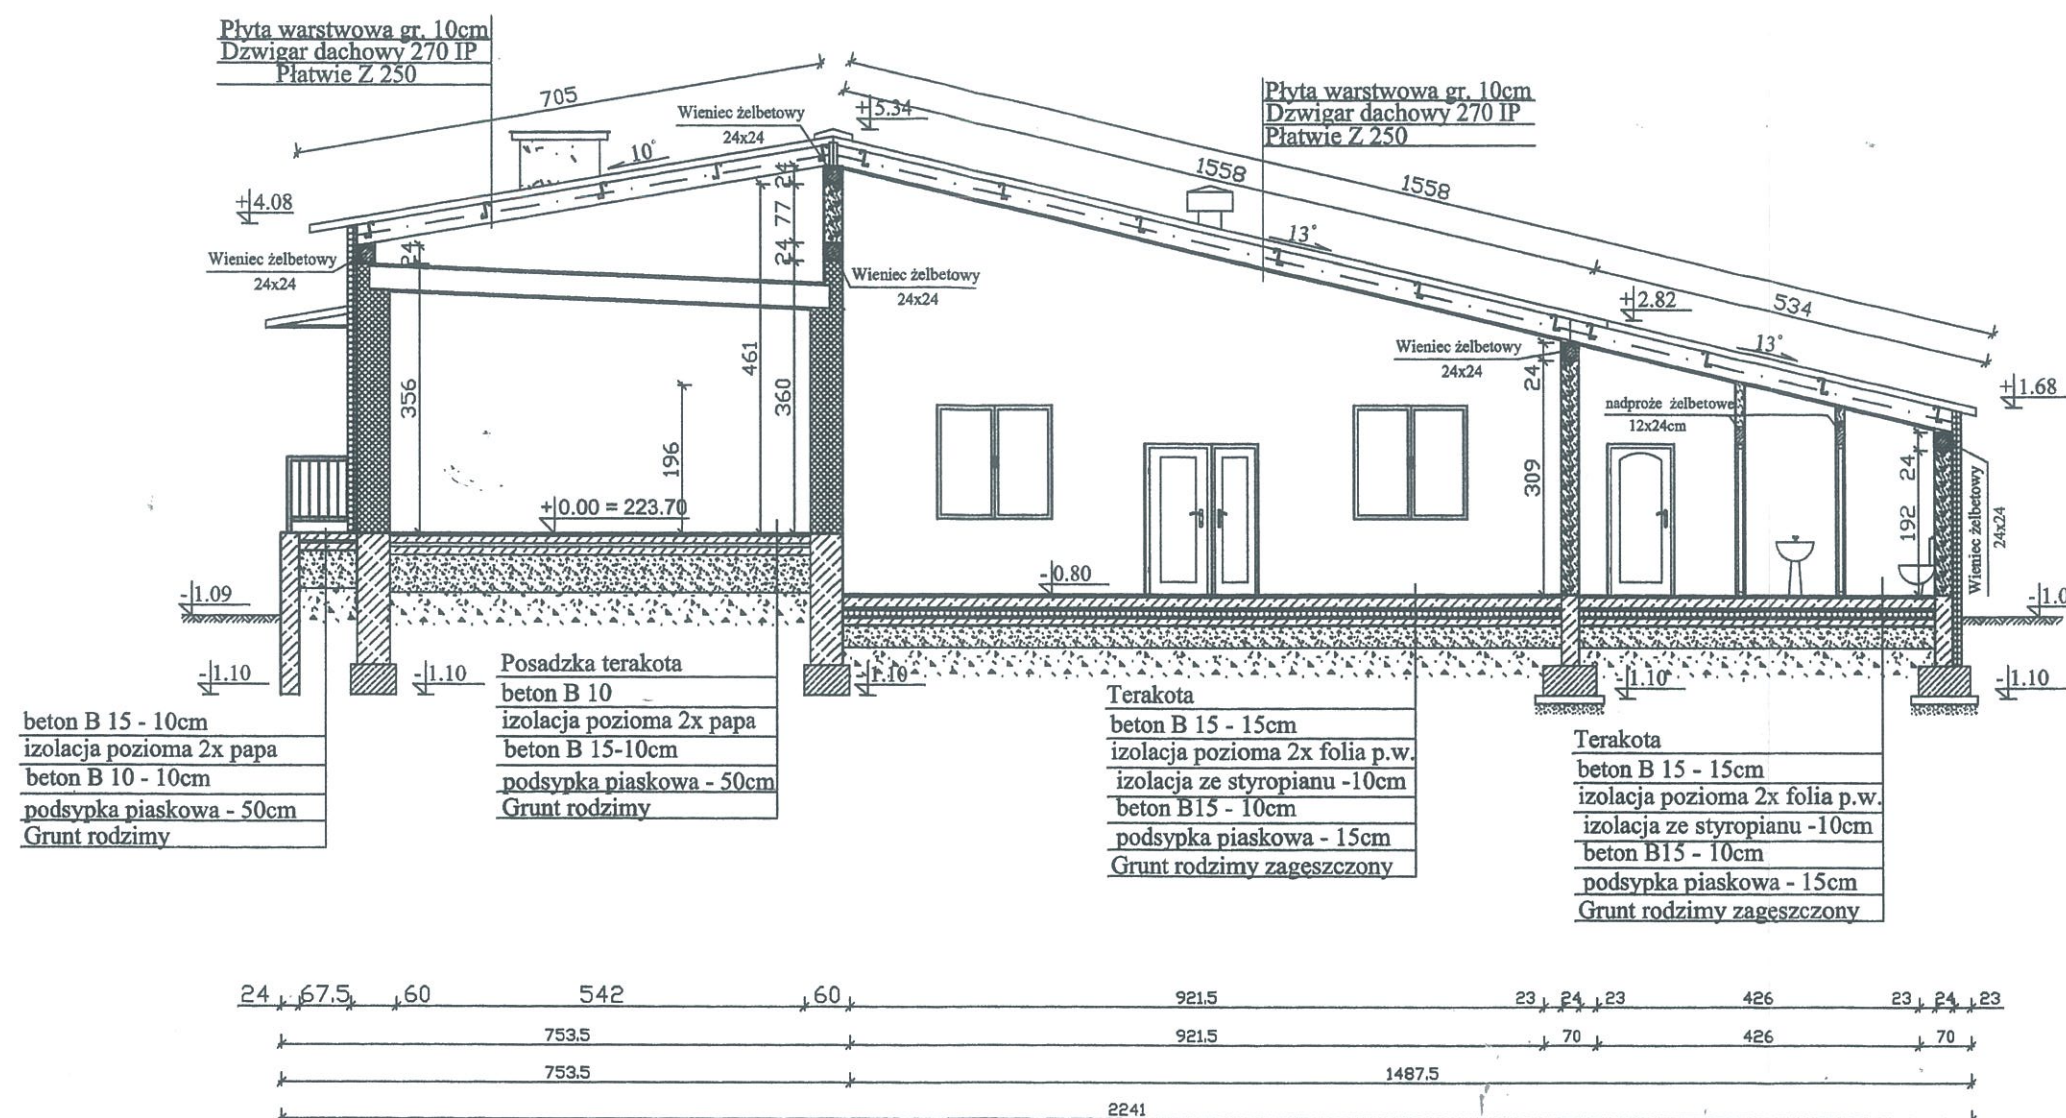 Płyta warstwowa gr. 10cm
Dzwigar dachowy 270 IP
Płatwie Z 250
705
Wieniec żelbetowy
24x24
+5.34
Płyta warstwowa gr. 10cm
Dzwigar dachowy 270 IP
Płatwie Z 250
10°
1558
1558
+4.08
24
77
24
13°
Wieniec żelbetowy
24x24
24
Wieniec żelbetowy
24x24
+2.82
534
Wieniec żelbetowy
24x24
13°
+1.68
356
461
360
24
nadproże żelbetowe
12x24cm
196
309
24
192
Wieniec żelbetowy
24x24
+0.00 = 223.70
-0.80
-1.09
-1.0
-1.10
-1.10
-1.10
-1.10
-1.10
beton B 15 - 10cm
izolacja pozioma 2x papa
beton B 10 - 10cm
podsypka piaskowa - 50cm
Grunt rodzimy
Posadzka terakota
beton B 10
izolacja pozioma 2x papa
beton B 15-10cm
podsypka piaskowa - 50cm
Grunt rodzimy
Terakota
beton B 15 - 15cm
izolacja pozioma 2x folia p.w.
izolacja ze styropianu -10cm
beton B15 - 10cm
podsypka piaskowa - 15cm
Grunt rodzimy zagęszczony
Terakota
beton B 15 - 15cm
izolacja pozioma 2x folia p.w.
izolacja ze styropianu -10cm
beton B15 - 10cm
podsypka piaskowa - 15cm
Grunt rodzimy zagęszczony
24 67,5 60 542 60 921,5 23 24 23 426 23 24 23
753,5 921,5 70 426 70
753,5 1487,5
2241